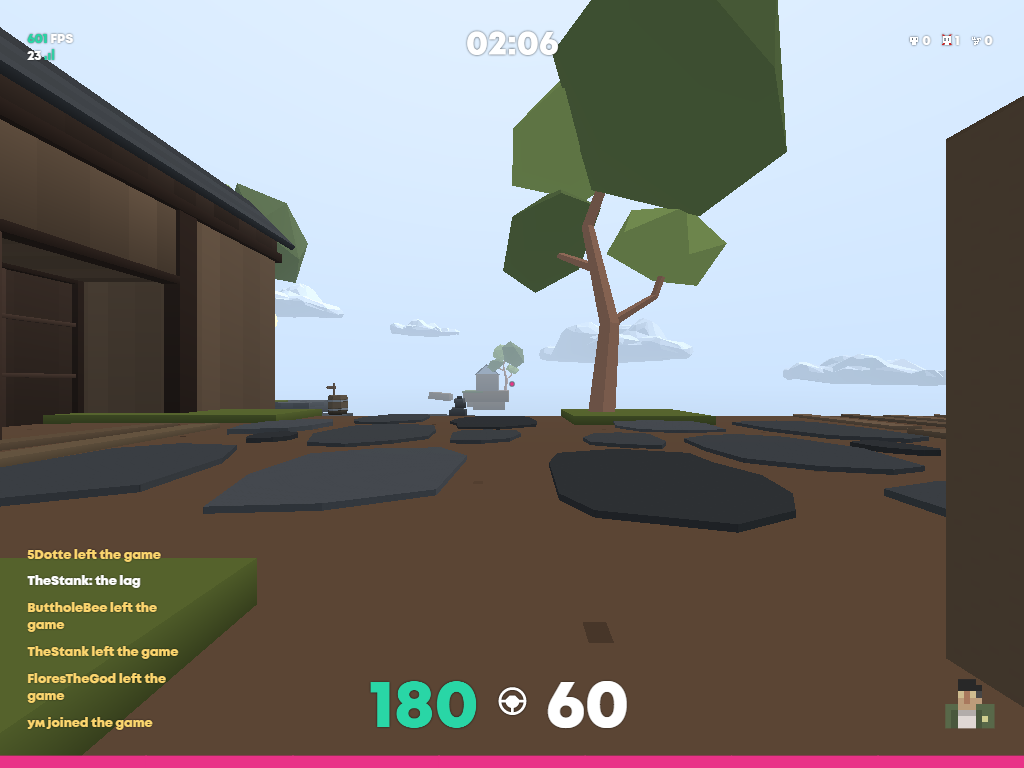 601 FPS
23
02:06
0 1 0
5Dotte left the game
TheStank: the lag
ButtholeBee left the
game
TheStank left the game
FloresTheGod left the
game
ум joined the game
180 60